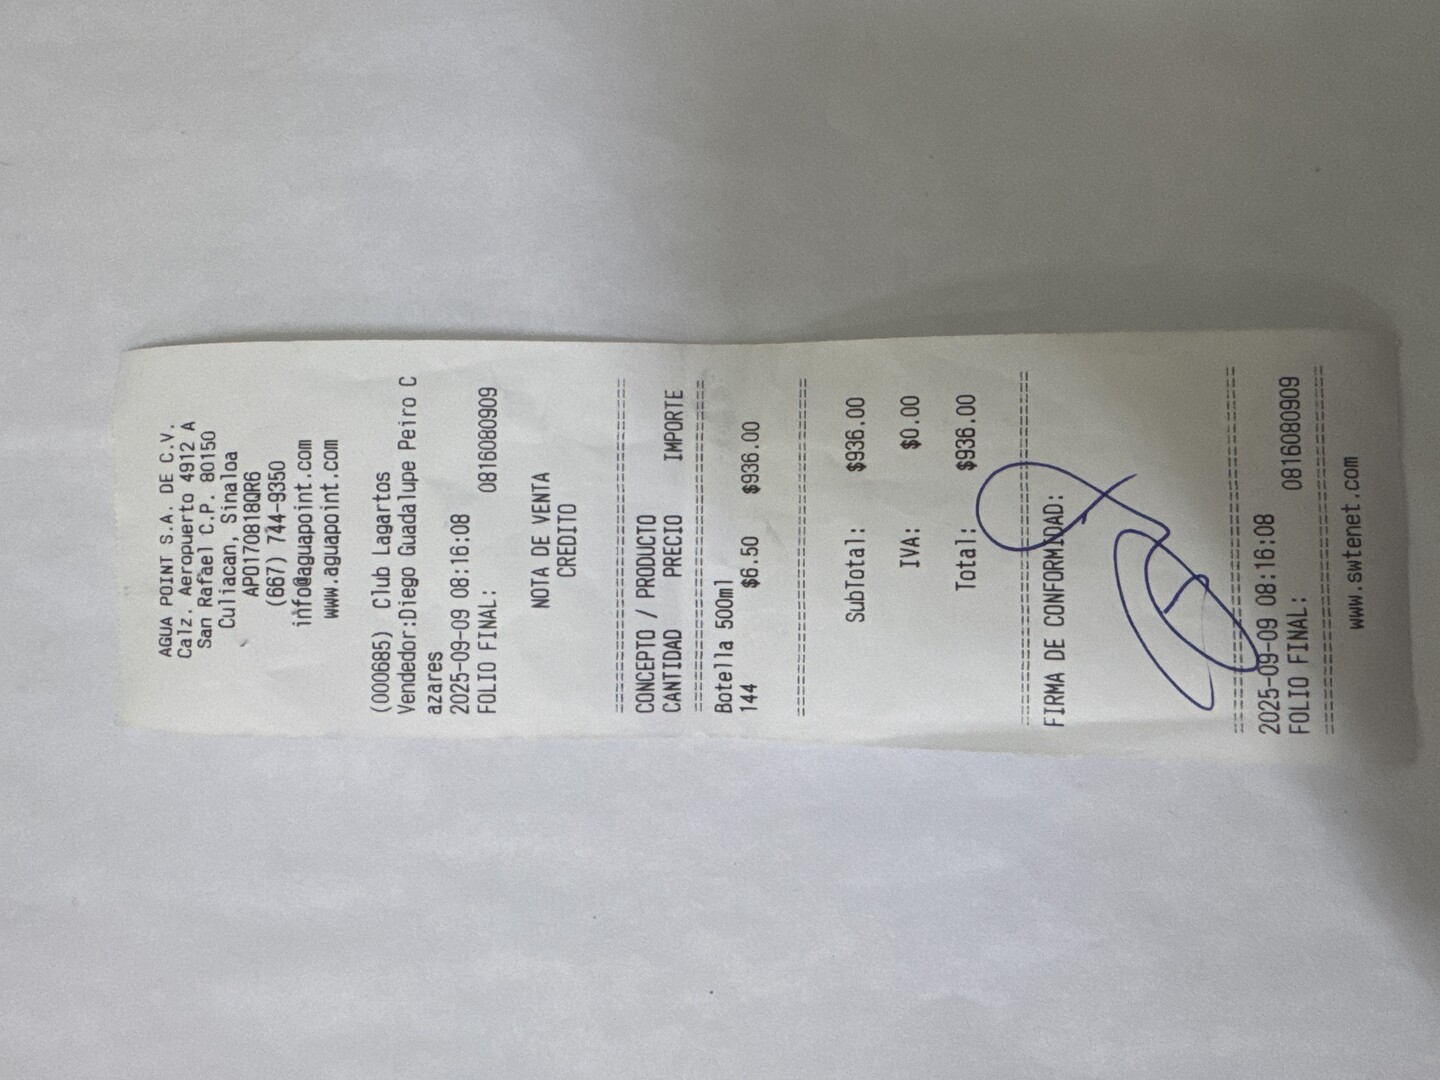 AGUA POINT S.A. DE C.V.
Calz. Aeropuerto 4912 A
San Rafael C.P. 80150
Culiacan, Sinaloa
APO170818QR6
(667) 744-9350
info@aguapoint.com
www.aguapoint.com
(000685) Club Lagartos
Vendedor:Diego Guadalupe Peiro C
azares
2025-09-09 08:16:08
FOLIO FINAL: 0816080909
NOTA DE VENTA
CREDITO
================================
CONCEPTO / PRODUCTO
CANTIDAD PRECIO IMPORTE
================================
Botella 500ml
144 $6.50 $936.00
================================
SubTotal: $936.00
IVA: $0.00
Total: $936.00
================================
FIRMA DE CONFORMIDAD:
================================
2025-09-09 08:16:08
FOLIO FINAL: 0816080909
================================
www.swtenet.com